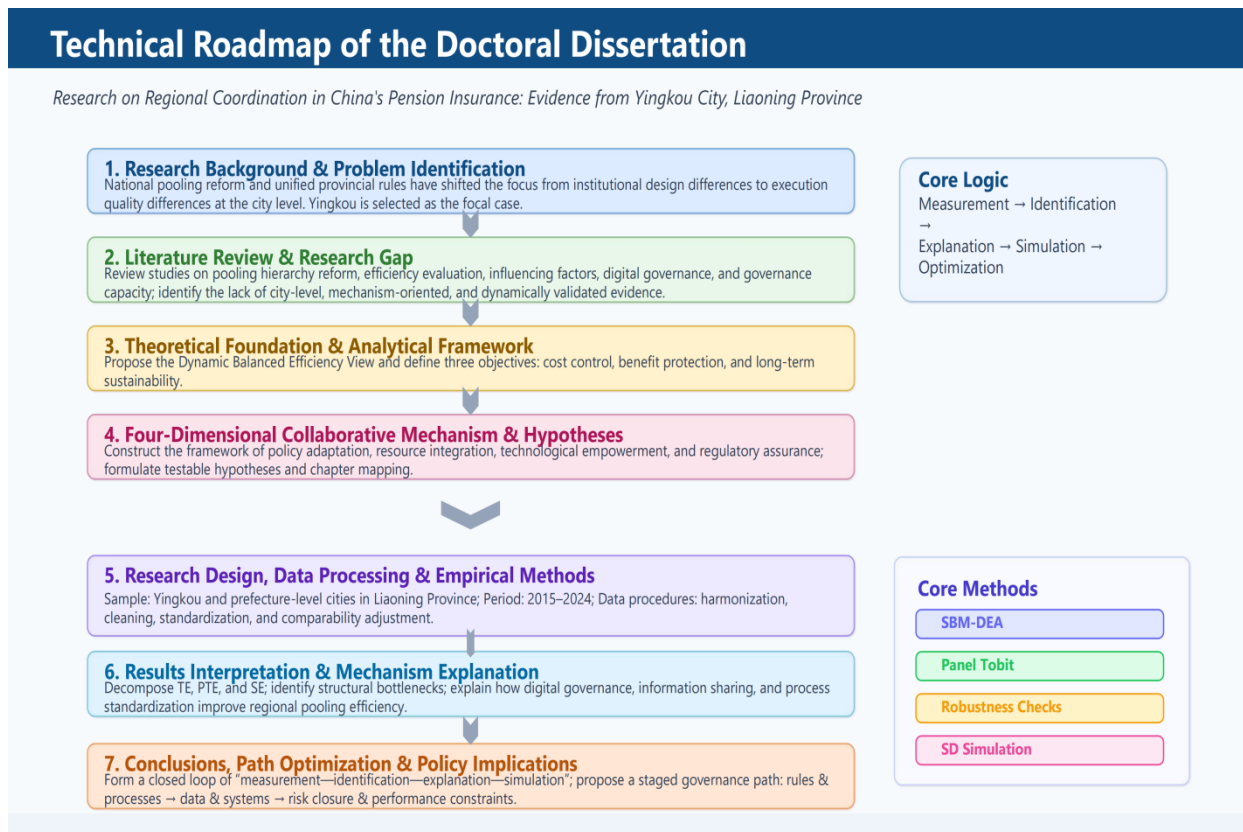 Technical Roadmap of the Doctoral Dissertation
Research on Regional Coordination in China's Pension Insurance: Evidence from Yingkou City, Liaoning Province
1. Research Background & Problem Identification
National pooling reform and unified provincial rules have shifted the focus from institutional design differences to execution
quality differences at the city level. Yingkou is selected as the focal case.
2. Literature Review & Research Gap
Review studies on pooling hierarchy reform, efficiency evaluation, influencing factors, digital governance, and governance
capacity; identify the lack of city-level, mechanism-oriented, and dynamically validated evidence.
3. Theoretical Foundation & Analytical Framework
Propose the Dynamic Balanced Efficiency View and define three objectives: cost control, benefit protection, and long-term
sustainability.
4. Four-Dimensional Collaborative Mechanism & Hypotheses
Construct the framework of policy adaptation, resource integration, technological empowerment, and regulatory assurance;
formulate testable hypotheses and chapter mapping.
5. Research Design, Data Processing & Empirical Methods
Sample: Yingkou and prefecture-level cities in Liaoning Province; Period: 2015–2024; Data procedures: harmonization,
cleaning, standardization, and comparability adjustment.
6. Results Interpretation & Mechanism Explanation
Decompose TE, PTE, and SE; identify structural bottlenecks; explain how digital governance, information sharing, and process
standardization improve regional pooling efficiency.
7. Conclusions, Path Optimization & Policy Implications
Form a closed loop of "measurement—identification—explanation—simulation"; propose a staged governance path: rules &
processes → data & systems → risk closure & performance constraints.
Core Logic
Measurement → Identification
→
Explanation → Simulation →
Optimization
Core Methods
SBM-DEA
Panel Tobit
Robustness Checks
SD Simulation